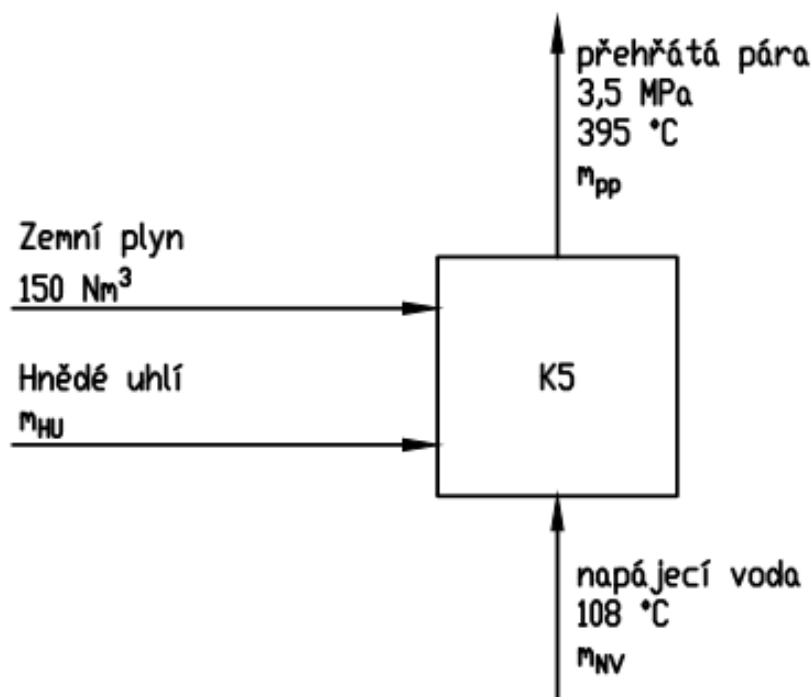 přehřátá pára
3,5 MPa
395 °C
mpp
Zemní plyn
150 Nm³
Hnědé uhlí
mHU
K5
napájecí voda
108 °C
mNV